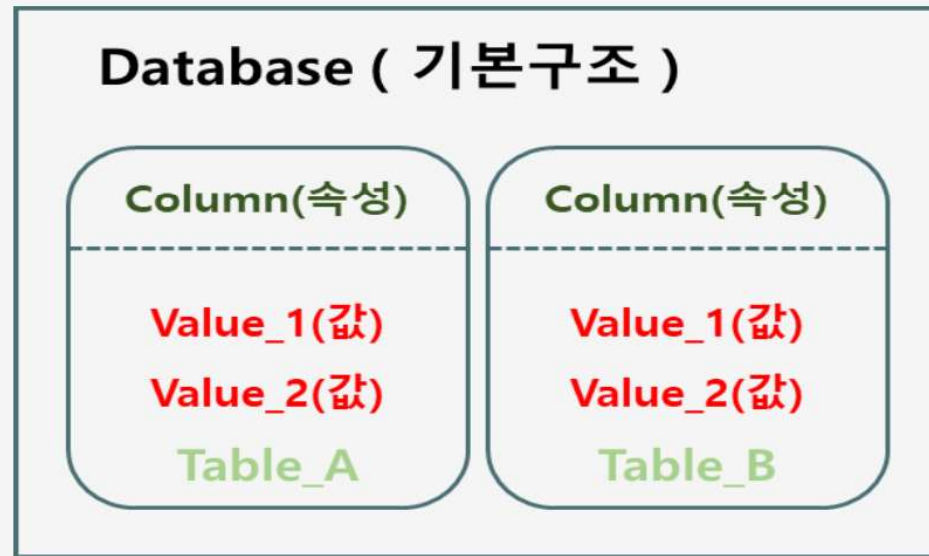 Database ( 기본구조 )
Column(속성)
Value_1(값)
Value_2(값)
Table_A
Column(속성)
Value_1(값)
Value_2(값)
Table_B